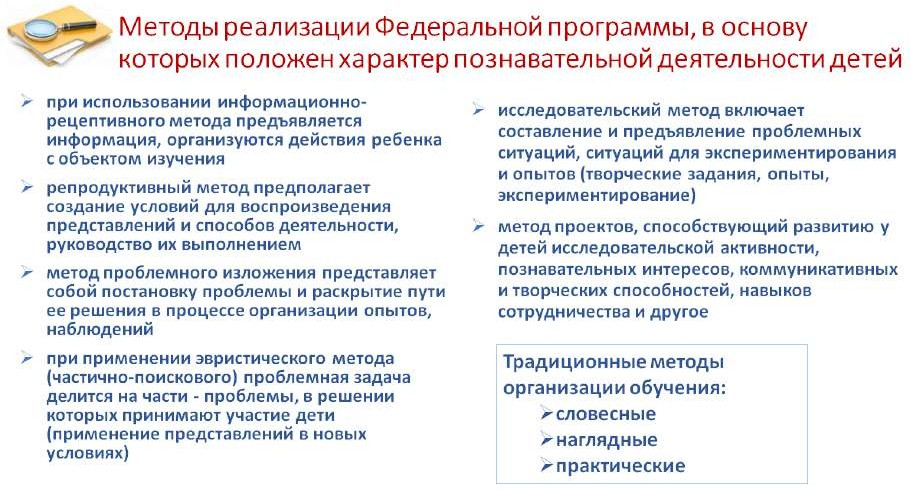 Методы реализации Федеральной программы, в основу
которых положен характер познавательной деятельности детей
при использовании информационно-
рецептивного метода предъявляется
информация, организуются действия ребенка
с объектом изучения
репродуктивный метод предполагает
создание условий для воспроизведения
представлений и способов деятельности,
руководство их выполнением
метод проблемного изложения представляет
собой постановку проблемы и раскрытие пути
ее решения в процессе организации опытов,
наблюдений
при применении эвристического метода
(частично-поискового) проблемная задача
делится на части - проблемы, в решении
которых принимают участие дети
(применение представлений в новых
условиях)
исследовательский метод включает
составление и предъявление проблемных
ситуаций, ситуаций для экспериментирования
и опытов (творческие задания, опыты,
экспериментирование)
метод проектов, способствующий развитию у
детей исследовательской активности,
познавательных интересов, коммуникативных
и творческих способностей, навыков
сотрудничества и другое
Традиционные методы
организации обучения:
словесные
наглядные
практические